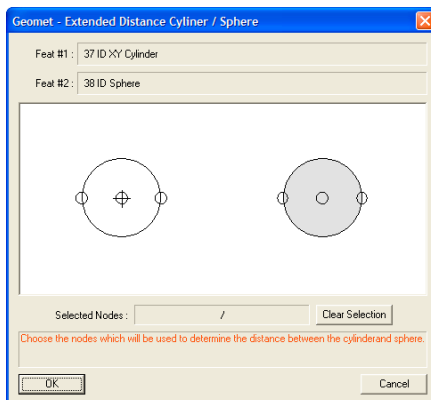 Geomet - Extended Distance Cyliner / Sphere
Feat #1 : 37 ID XY Cylinder
Feat #2 : 38 ID Sphere
Selected Nodes : / Clear Selection
Choose the nodes which will be used to determine the distance between the cylinderand sphere.
OK Cancel